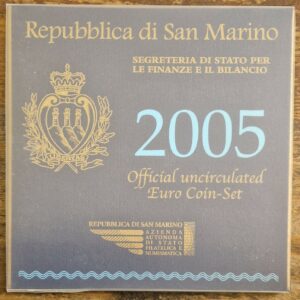 Repubblica di San Marino
SEGRETERIA DI STATO PER
LE FINANZE E IL BILANCIO
2005
Official uncirculated
Euro Coin-Set
REPUBBLICA DI SAN MARINO
AZIENDA
AUTONOMA
DI STATO
FILATELICA E
NUMISMATICA